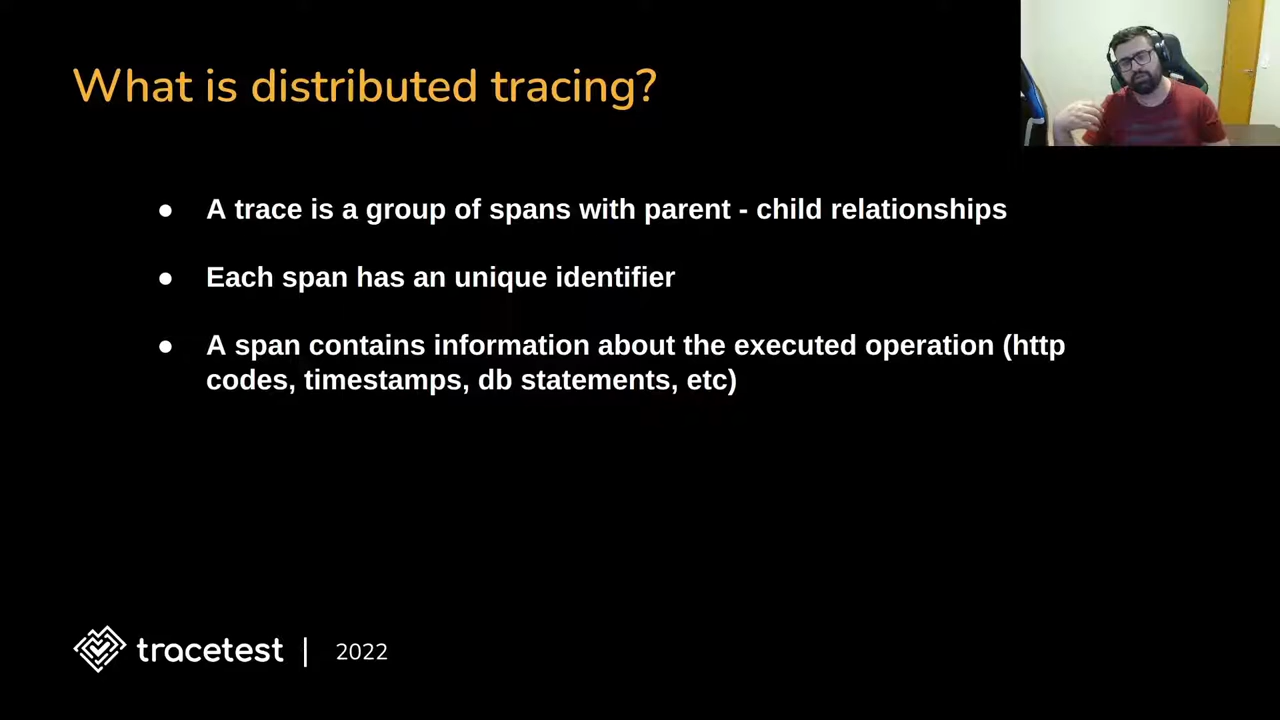 What is distributed tracing?
● A trace is a group of spans with parent - child relationships
● Each span has an unique identifier
● A span contains information about the executed operation (http
codes, timestamps, db statements, etc)
tracetest | 2022